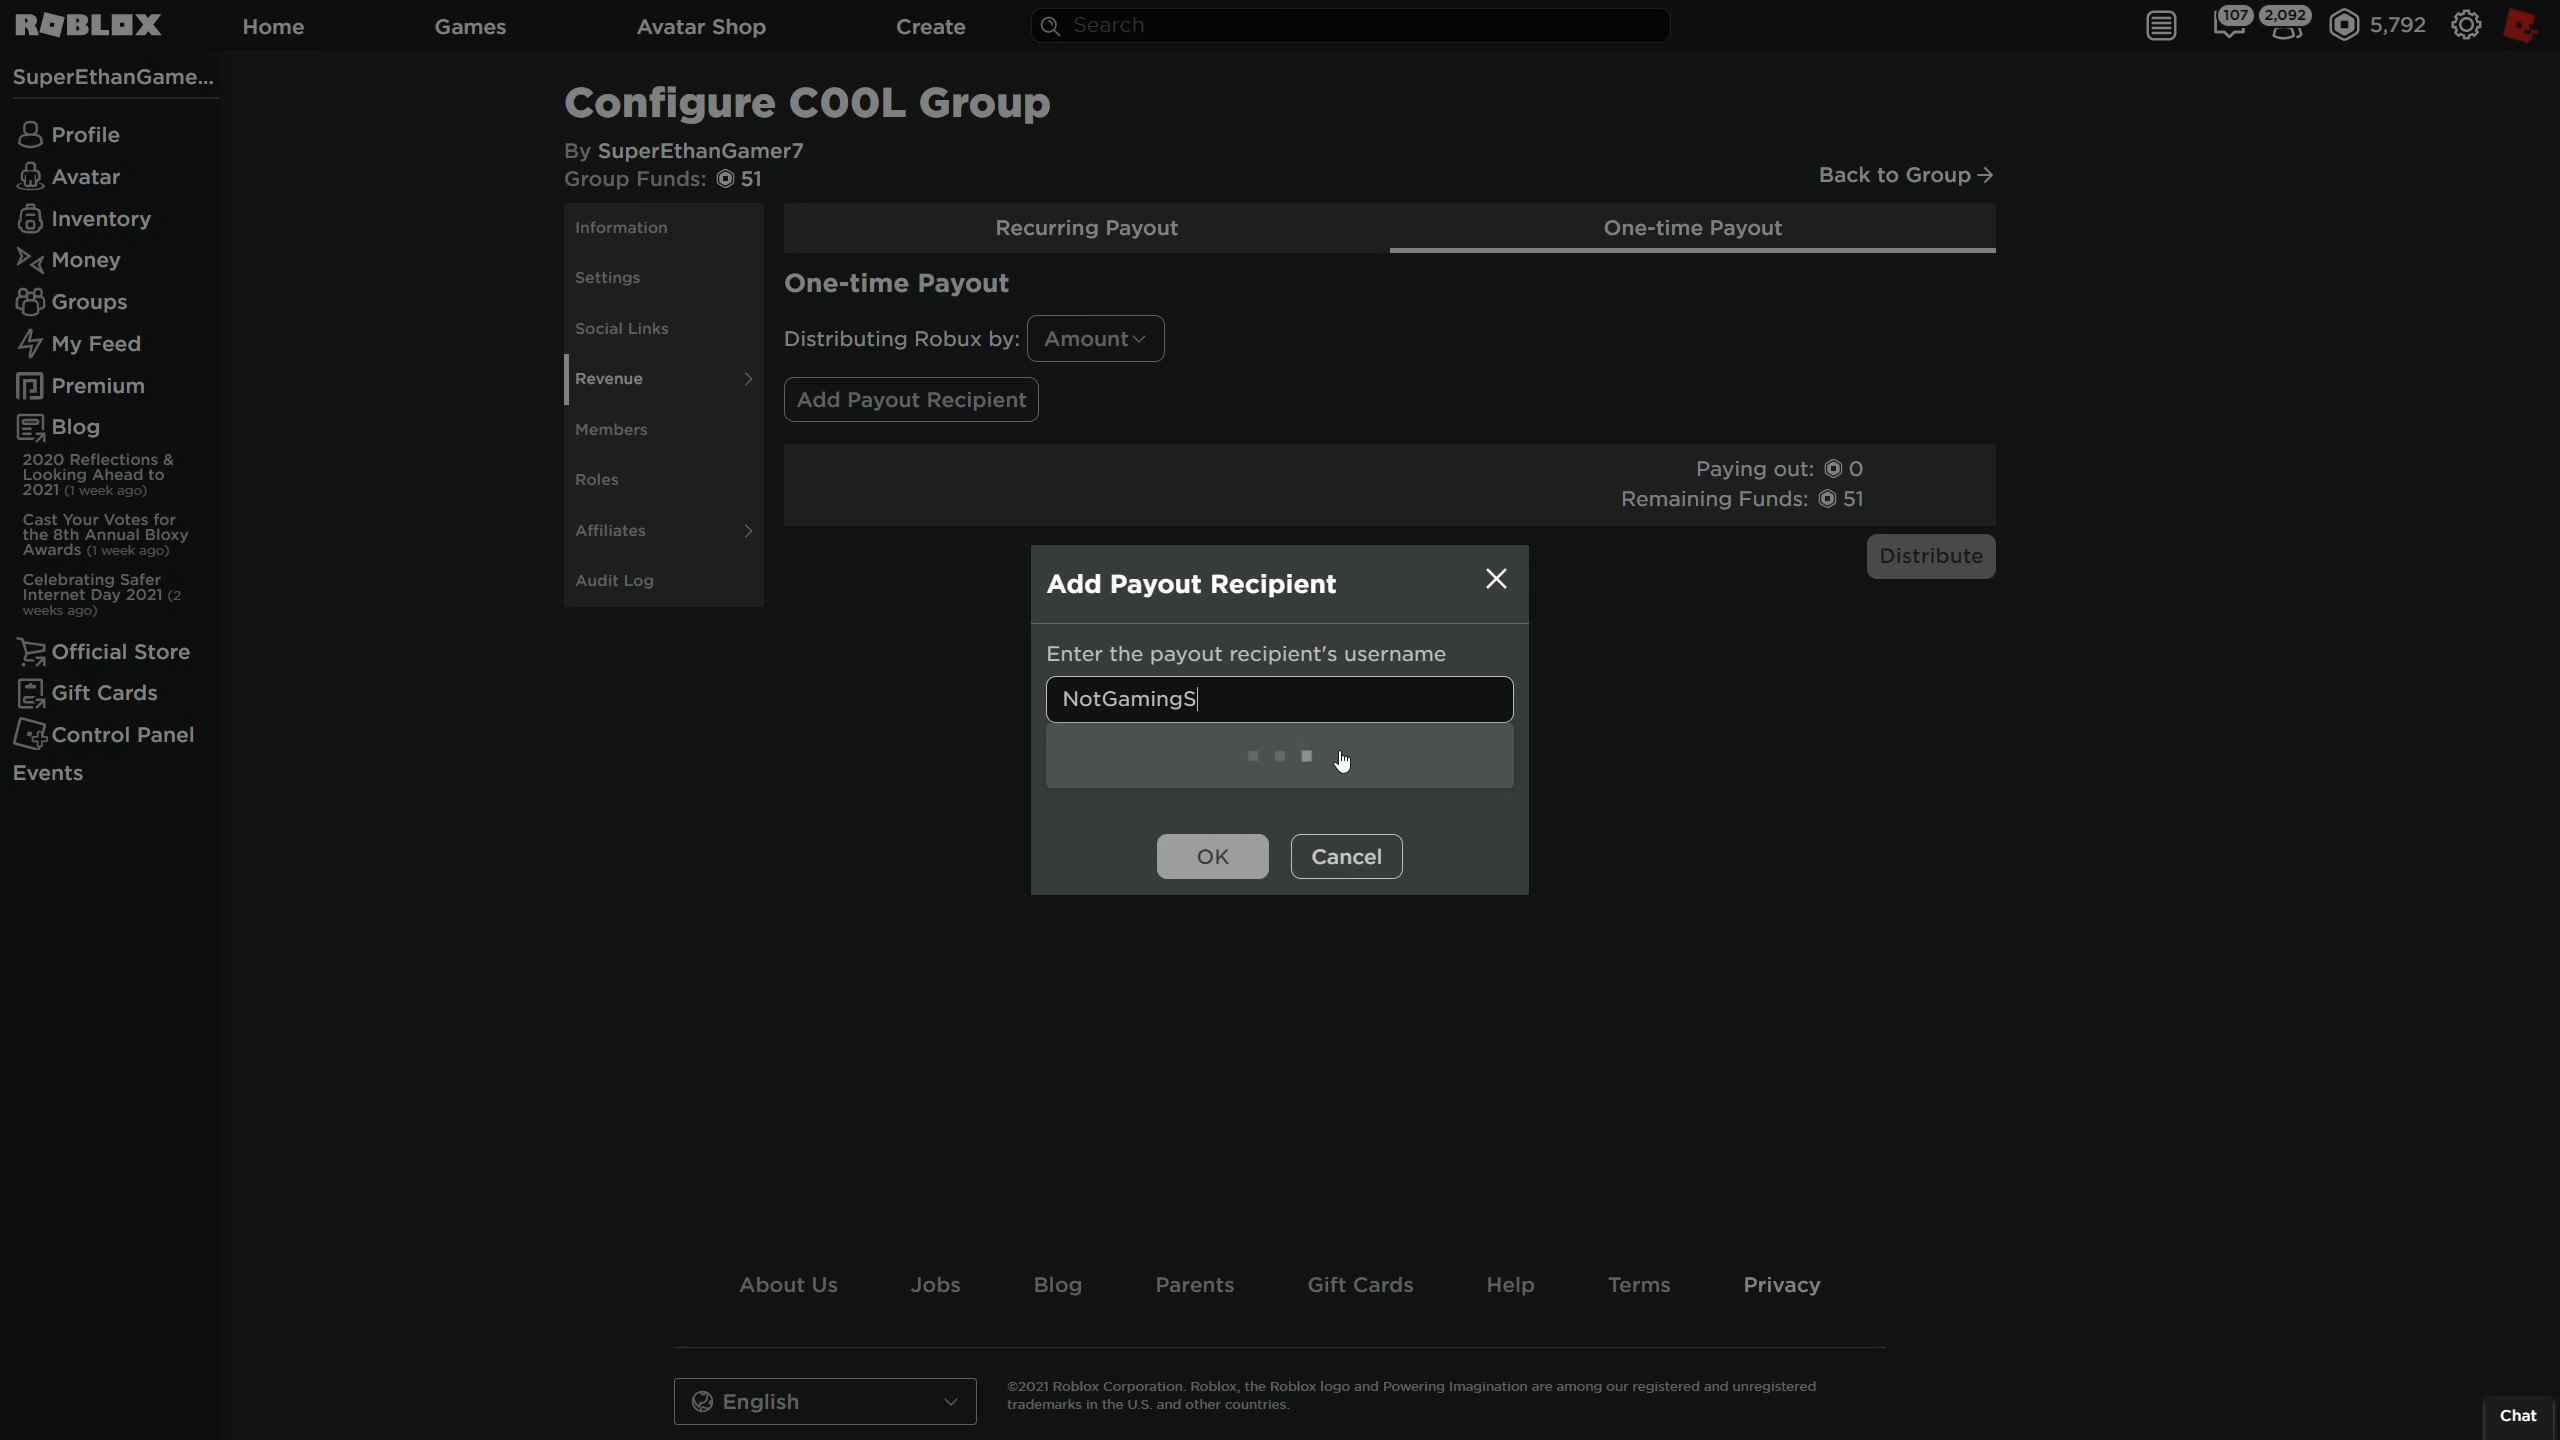 ROBLOX
Home
Games
Avatar Shop
Create
Search
107
2,092
5,792
SuperEthanGame...
Profile
Avatar
Inventory
Money
Groups
My Feed
Premium
Blog
2020 Reflections &
Looking Ahead to
2021 (1 week ago)
Cast Your Votes for
the 8th Annual Bloxy
Awards (1 week ago)
Celebrating Safer
Internet Day 2021 (2
weeks ago)
Official Store
Gift Cards
Control Panel
Events
Configure C00L Group
By SuperEthanGamer7
Group Funds: 51
Back to Group
Information
Settings
Social Links
Revenue
Members
Roles
Affiliates
Audit Log
Recurring Payout
One-time Payout
One-time Payout
Distributing Robux by: Amount
Add Payout Recipient
Paying out: 0
Remaining Funds: 51
Distribute
Add Payout Recipient
Enter the payout recipient's username
NotGamingS
OK
Cancel
About Us
Jobs
Blog
Parents
Gift Cards
Help
Terms
Privacy
English
©2021 Roblox Corporation. Roblox, the Roblox logo and Powering Imagination are among our registered and unregistered
trademarks in the U.S. and other countries.
Chat